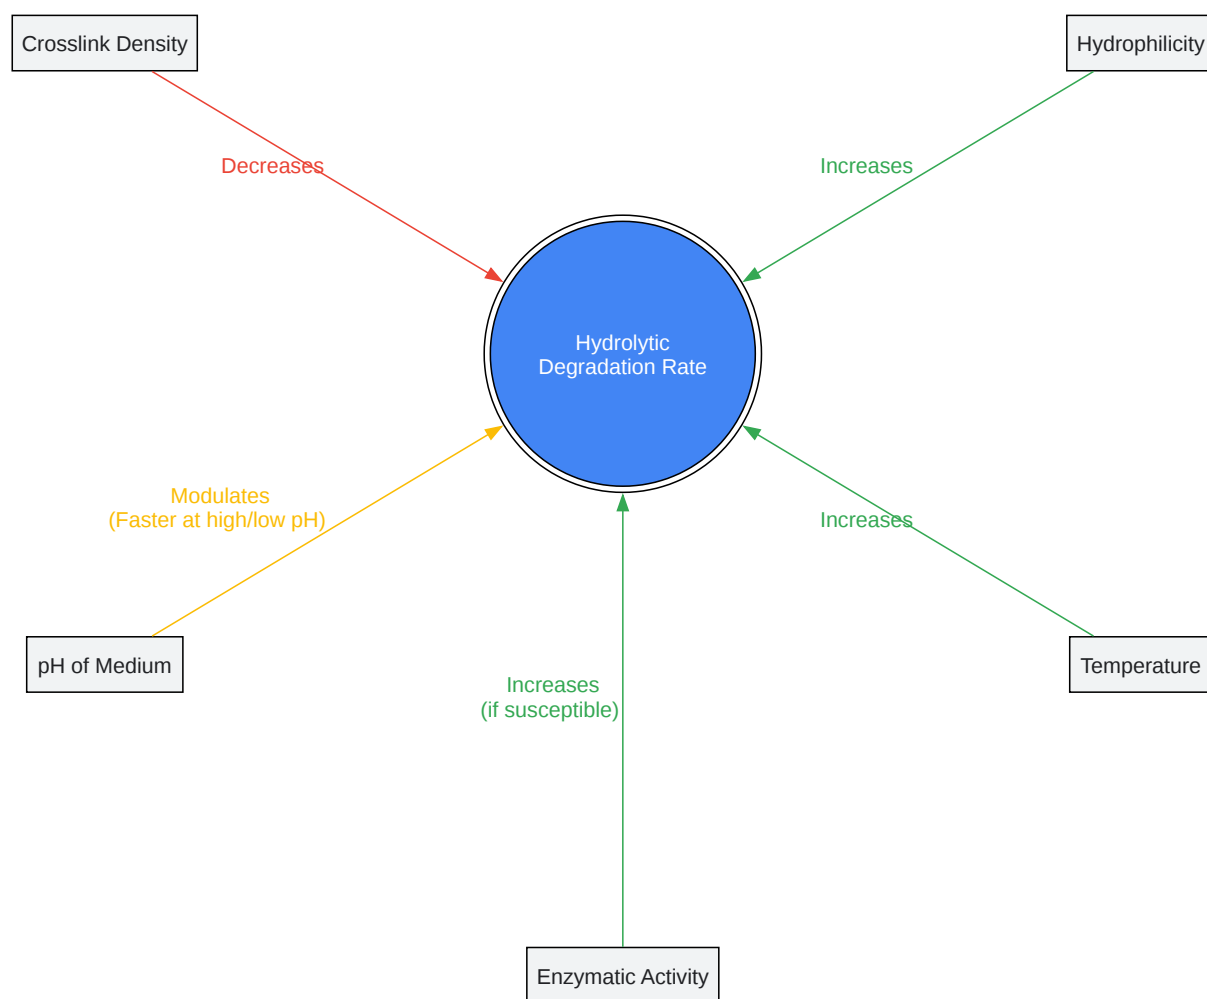 Crosslink Density
Hydrophilicity
Decreases
Increases
Hydrolytic
Degradation Rate
Modulates
(Faster at high/low pH)
Increases
pH of Medium
Temperature
Increases
(if susceptible)
Enzymatic Activity